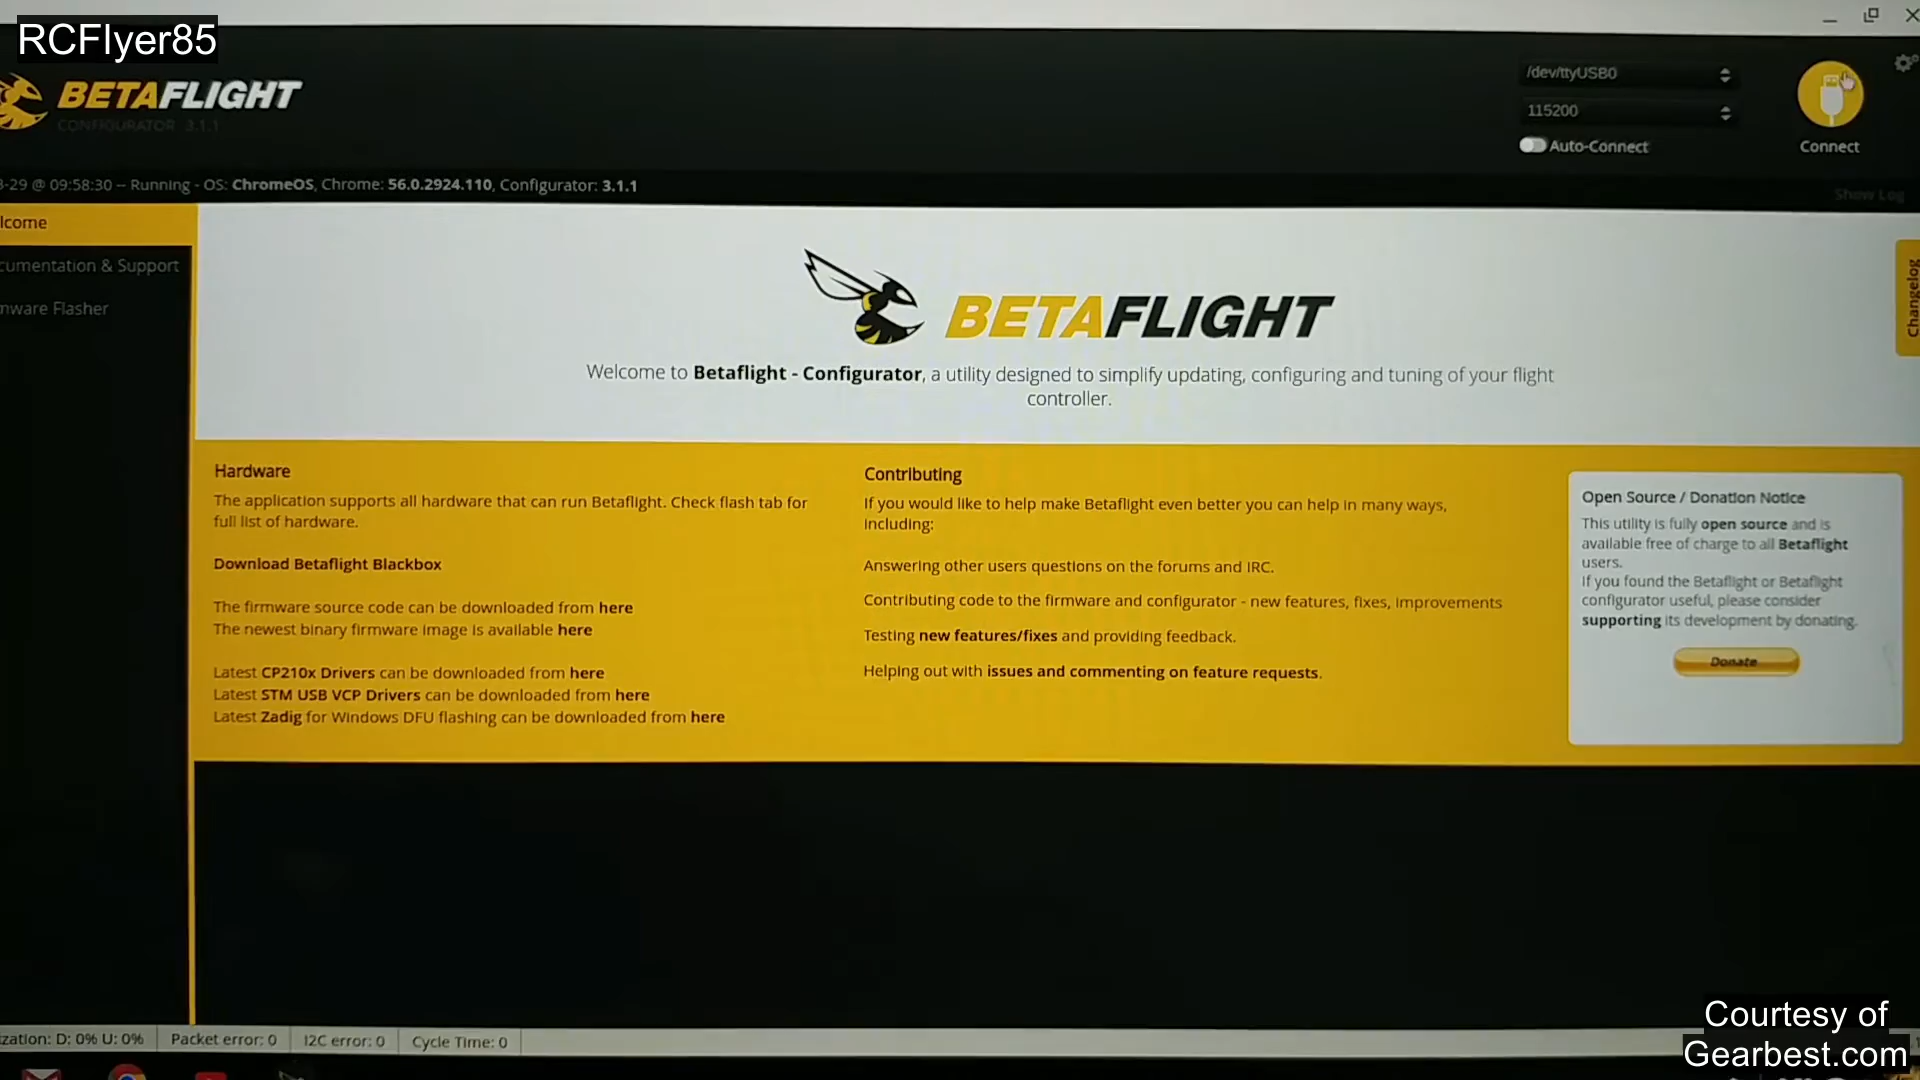 RCFlyer85
BETAFLIGHT
CONFIGURATOR 3.1.1
/dev/ttyUSB0
115200
Auto-Connect
Connect
3-29 @ 09:58:30 -- Running - OS: ChromeOS, Chrome: 56.0.2924.110, Configurator: 3.1.1
Show Log
lcome
cumentation & Support
mware Flasher
Changelog
BETAFLIGHT
Welcome to Betaflight - Configurator, a utility designed to simplify updating, configuring and tuning of your flight
controller.
Hardware
The application supports all hardware that can run Betaflight. Check flash tab for
full list of hardware.
Download Betaflight Blackbox
The firmware source code can be downloaded from here
The newest binary firmware image is available here
Latest CP210x Drivers can be downloaded from here
Latest STM USB VCP Drivers can be downloaded from here
Latest Zadig for Windows DFU flashing can be downloaded from here
Contributing
If you would like to help make Betaflight even better you can help in many ways,
including:
Answering other users questions on the forums and IRC.
Contributing code to the firmware and configurator - new features, fixes, improvements
Testing new features/fixes and providing feedback.
Helping out with issues and commenting on feature requests.
Open Source / Donation Notice
This utility is fully open source and is
available free of charge to all Betaflight
users.
If you found the Betaflight or Betaflight
configurator useful, please consider
supporting its development by donating.
Donate
zation: D: 0% U: 0%
Packet error: 0
I2C error: 0
Cycle Time: 0
Courtesy of
Gearbest.com